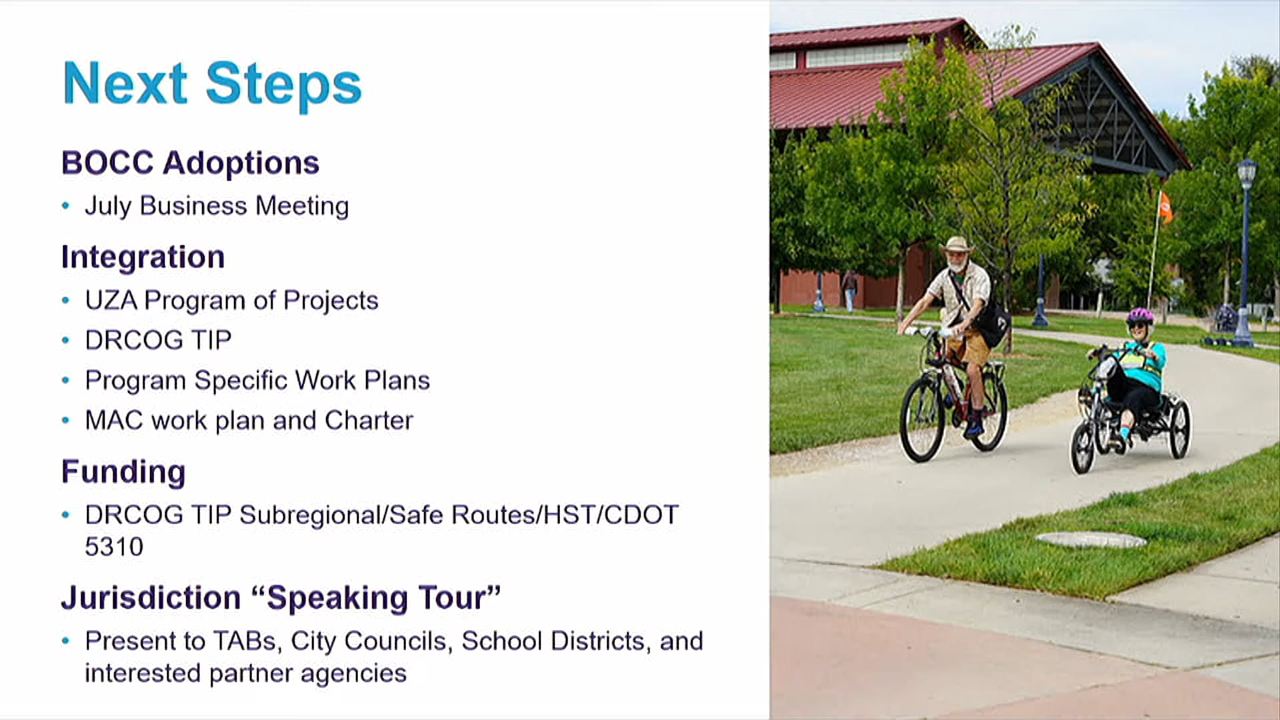 Next Steps
BOCC Adoptions
• July Business Meeting
Integration
• UZA Program of Projects
• DRCOG TIP
• Program Specific Work Plans
• MAC work plan and Charter
Funding
• DRCOG TIP Subregional/Safe Routes/HST/CDOT
5310
Jurisdiction “Speaking Tour”
• Present to TABs, City Councils, School Districts, and
interested partner agencies